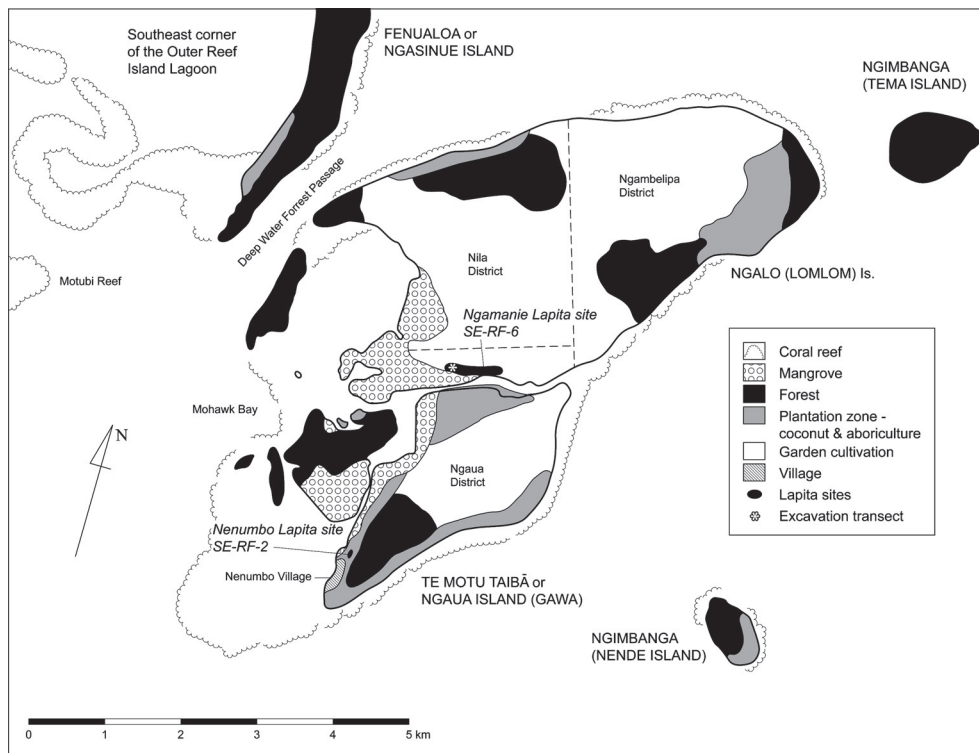 Southeast corner
of the Outer Reef
Island Lagoon
FENUALOA or
NGASINUE ISLAND
NGIMBANGA
(TEMA ISLAND)
Deep Water Forrest Passage
Ngambelipa
District
Motubi Reef
Nila
District
NGALO (LOMLOM) Is.
Ngamanie Lapita site
SE-RF-6
Mohawk Bay
N
Ngaua
District
Nenumbo Lapita site
SE-RF-2
Nenumbo Village
TE MOTU TAIBĀ or
NGAUA ISLAND (GAWA)
NGIMBANGA
(NENDE ISLAND)
Coral reef
Mangrove
Forest
Plantation zone -
coconut & aboriculture
Garden cultivation
Village
Lapita sites
Excavation transect
0 1 2 3 4 5 km